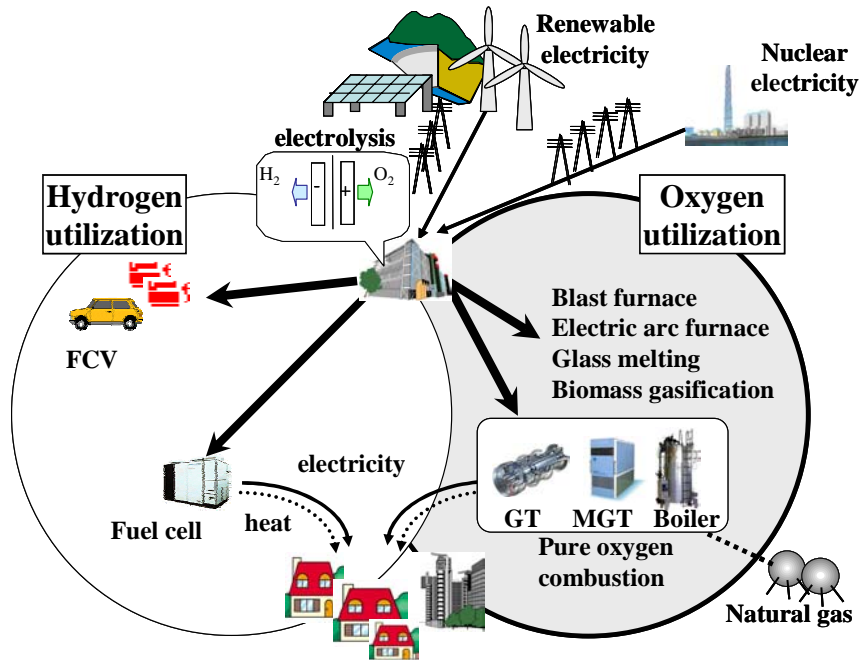 Renewable
electricity
Nuclear
electricity
electrolysis
H₂
-
+
O₂
Hydrogen
utilization
Oxygen
utilization
FCV
Blast furnace
Electric arc furnace
Glass melting
Biomass gasification
electricity
Fuel cell
heat
GT MGT Boiler
Pure oxygen
combustion
Natural gas